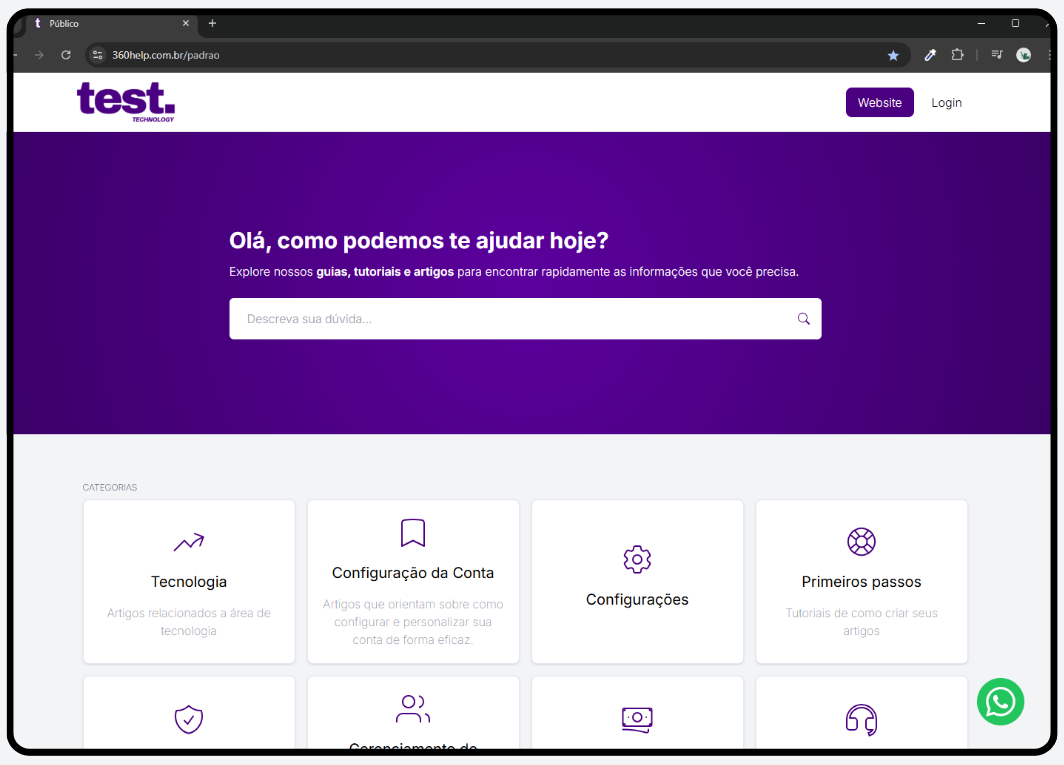 t Público
360help.com.br/padrao
test.
TECHNOLOGY
Website Login
Olá, como podemos te ajudar hoje?
Explore nossos guias, tutoriais e artigos para encontrar rapidamente as informações que você precisa.
Descreva sua dúvida...
CATEGORIAS
Tecnologia
Artigos relacionados a área de
tecnologia
Configuração da Conta
Artigos que orientam sobre como
configurar e personalizar sua
conta de forma eficaz.
Configurações
Primeiros passos
Tutoriais de como criar seus
artigos
Gerenciamento de